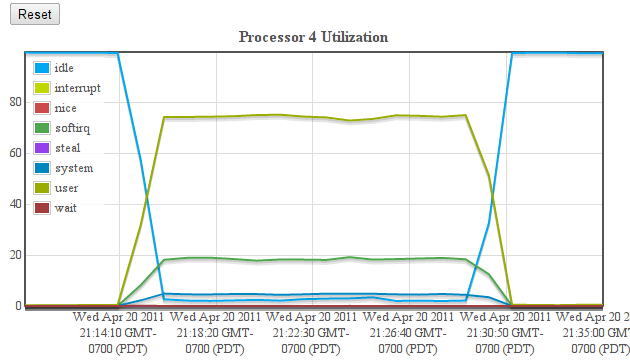 Reset
Processor 4 Utilization
idle
interrupt
nice
softirq
steal
system
user
wait
80
60
40
20
0
Wed Apr 20 2011 Wed Apr 20 2011 Wed Apr 20 2011 Wed Apr 20 2011 Wed Apr 20 2011 Wed Apr 20 2
21:14:10 GMT- 21:18:20 GMT- 21:22:30 GMT- 21:26:40 GMT- 21:30:50 GMT- 21:35:00 GMT
0700 (PDT) 0700 (PDT) 0700 (PDT) 0700 (PDT) 0700 (PDT) 0700 (PDT)